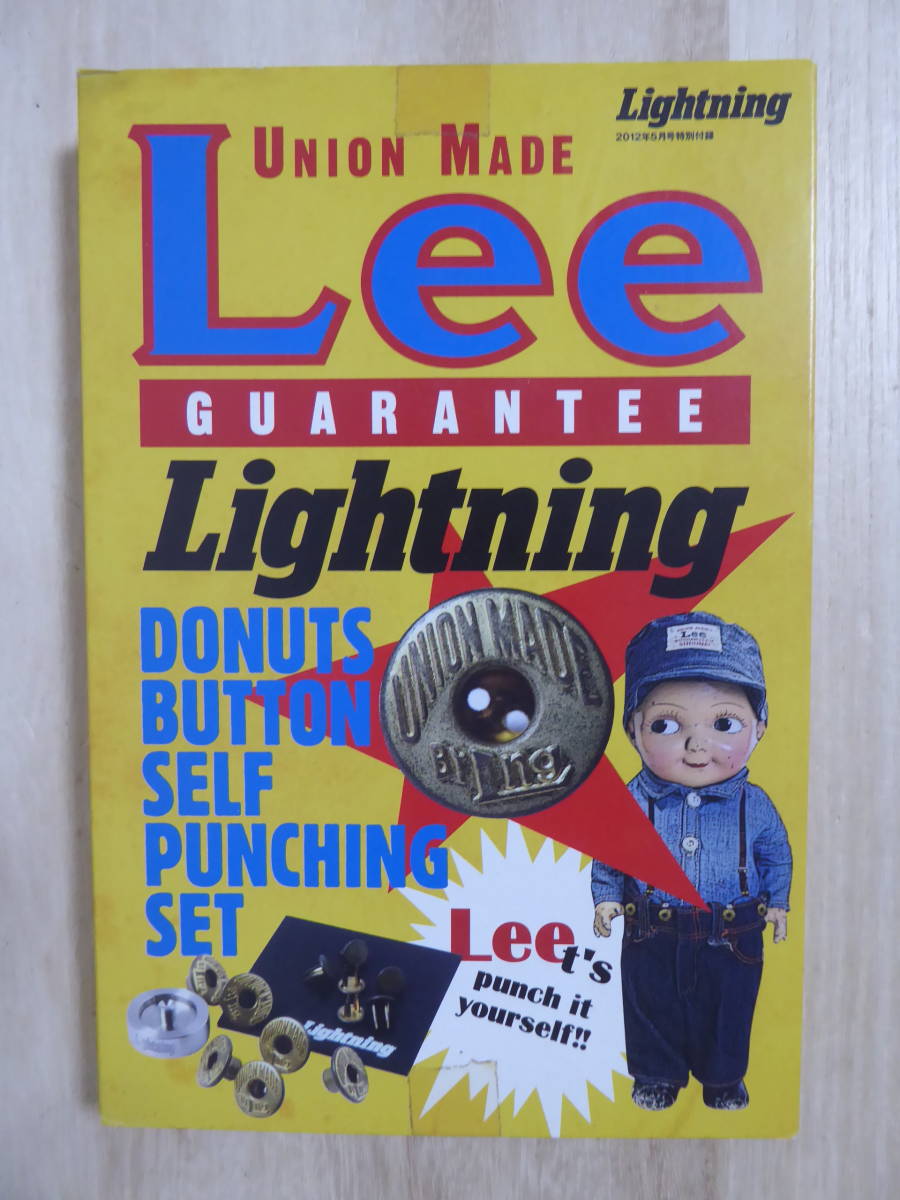 Lightning
2012年5月号特別付録
UNION MADE
Lee
GUARANTEE
Lightning
DONUTS
BUTTON
SELF
PUNCHING
SET
UNION MADE
Lee
Leet's
punch it
yourself!!
Lightning